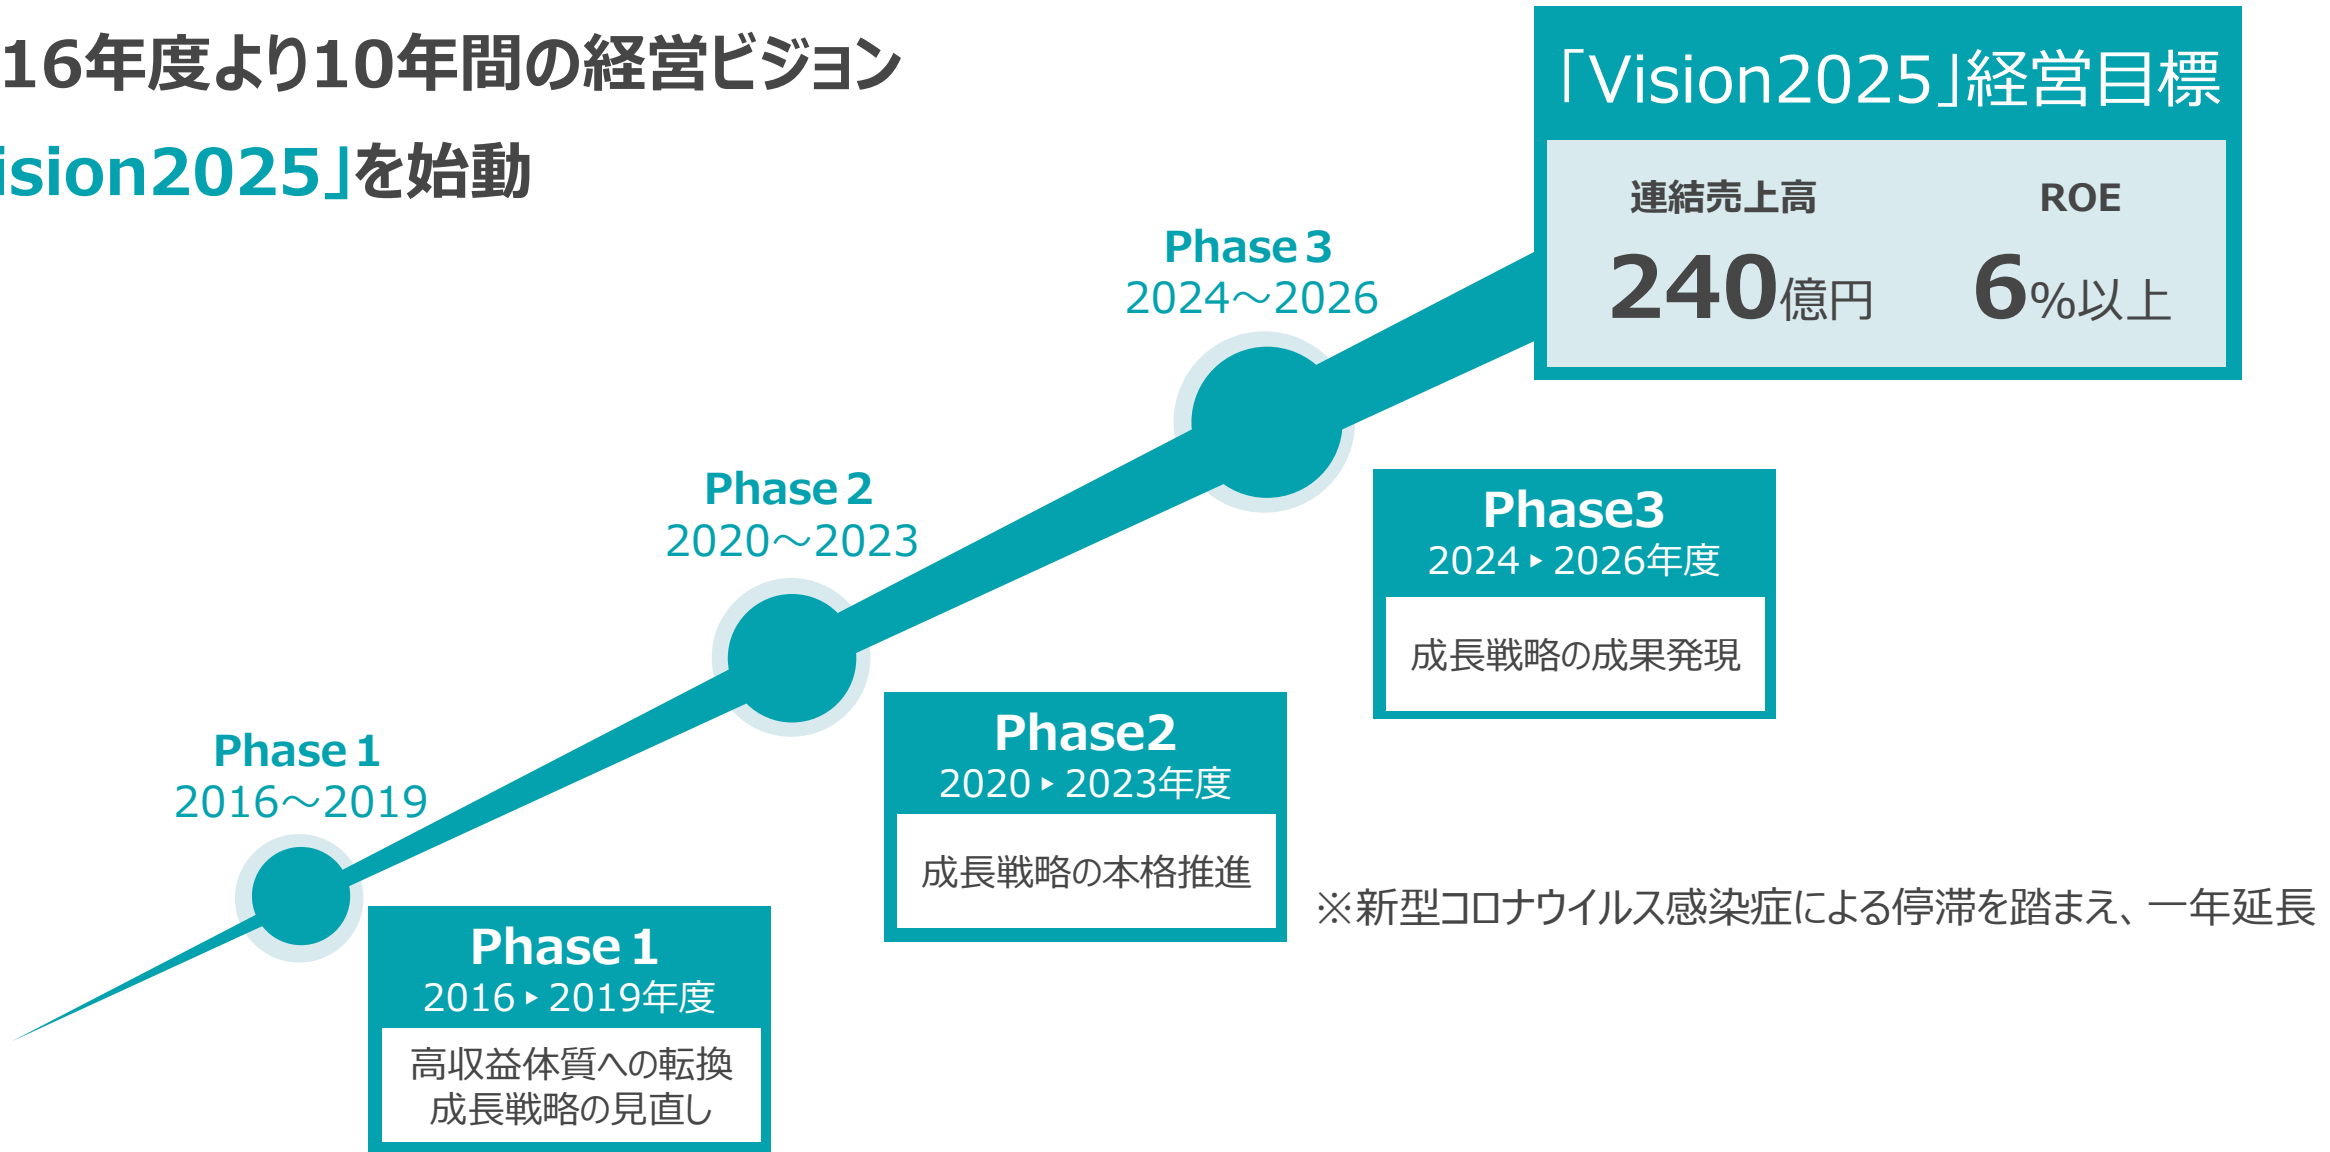 16年度より10年間の経営ビジョン
ision2025」を始動
「Vision2025」経営目標
連結売上高
ROE
240億円
6%以上
Phase 3
2024～2026
Phase 2
2020～2023
Phase 1
2016～2019
Phase3
2024 ▶ 2026年度
成長戦略の成果発現
Phase2
2020 ▶ 2023年度
成長戦略の本格推進
※新型コロナウイルス感染症による停滞を踏まえ、一年延長
Phase 1
2016 ▶ 2019年度
高収益体質への転換
成長戦略の見直し